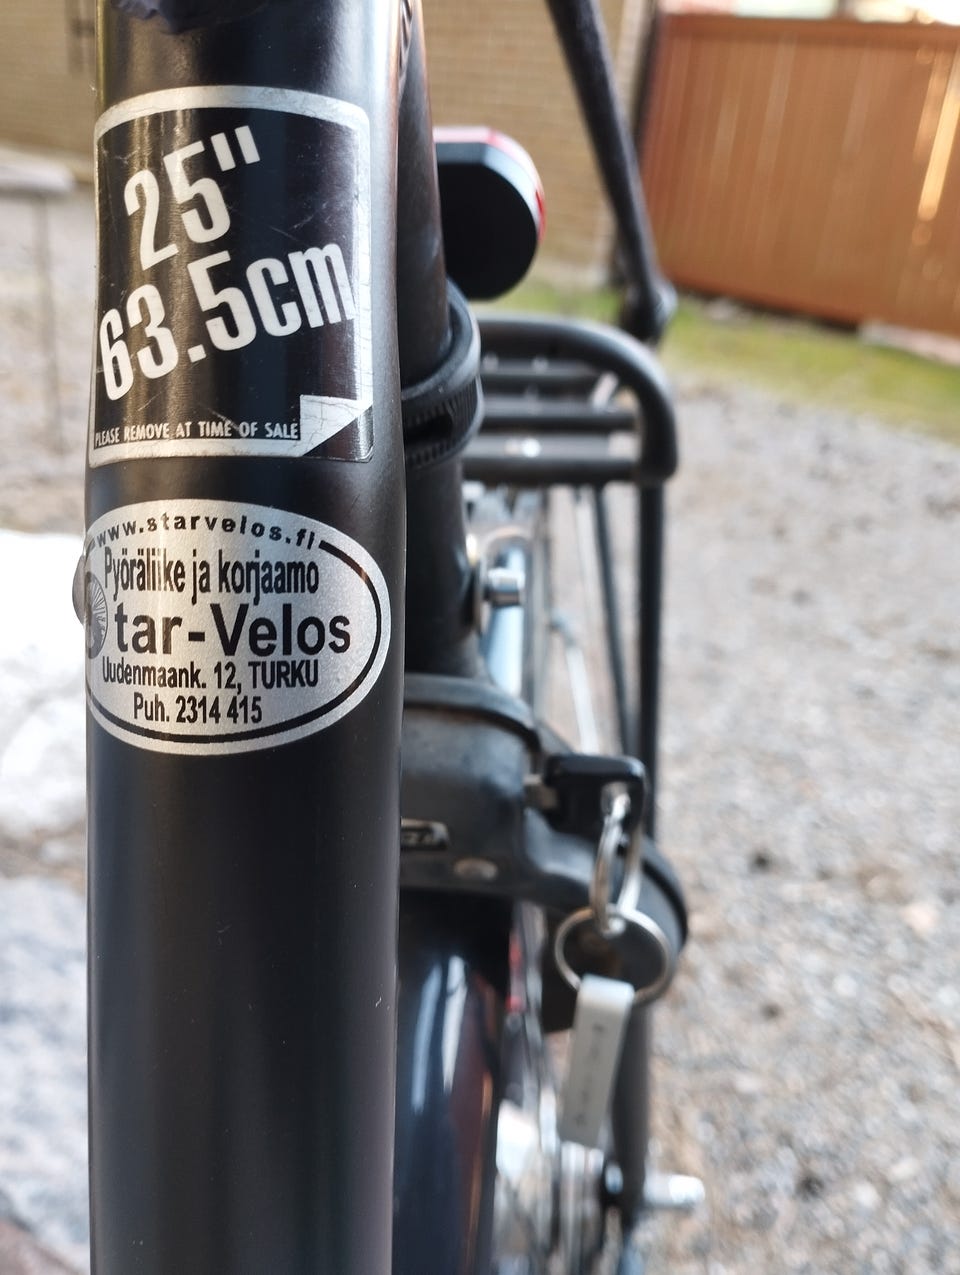 25"
63.5cm
PLEASE REMOVE AT TIME OF SALE
www.starvelos.fi
Pyöräliike ja korjaamo
Star-Velos
Uudenmaank. 12, TURKU
Puh. 2314 415